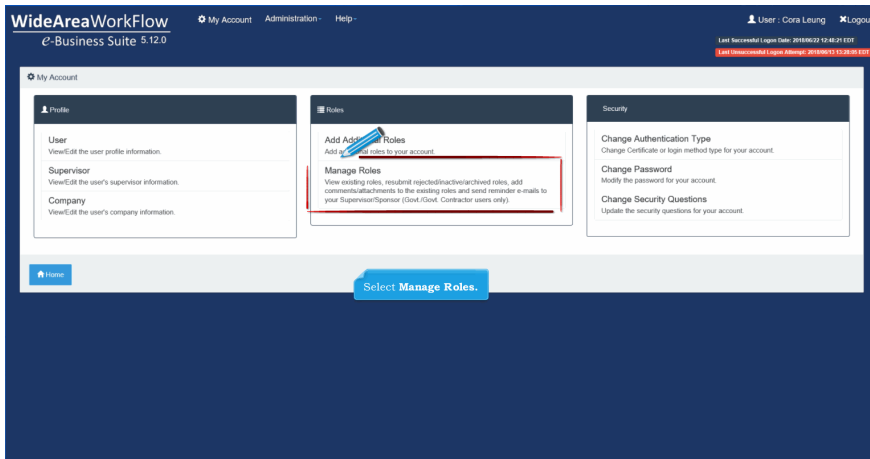 WideAreaWorkFlow
e-Business Suite 5.12.0
My Account Administration Help
User : Cora Leung Logou
Last Successful Logon Date: 2018/06/22 12:48:21 EDT
Last Unsuccessful Logon Attempt: 2018/06/13 13:28:05 EDT
My Account
Profile
User
View/Edit the user profile information.
Supervisor
View/Edit the user's supervisor information.
Company
View/Edit the user's company information.
Roles
Add Roles
Add roles to your account.
Manage Roles
View existing roles, resubmit rejected/inactive/archived roles, add
comments/attachments to the existing roles and send reminder e-mails to
your Supervisor/Sponsor (Govt./Govt. Contractor users only).
Security
Change Authentication Type
Change Certificate or login method type for your account.
Change Password
Modify the password for your account.
Change Security Questions
Update the security questions for your account.
Home
Select Manage Roles.